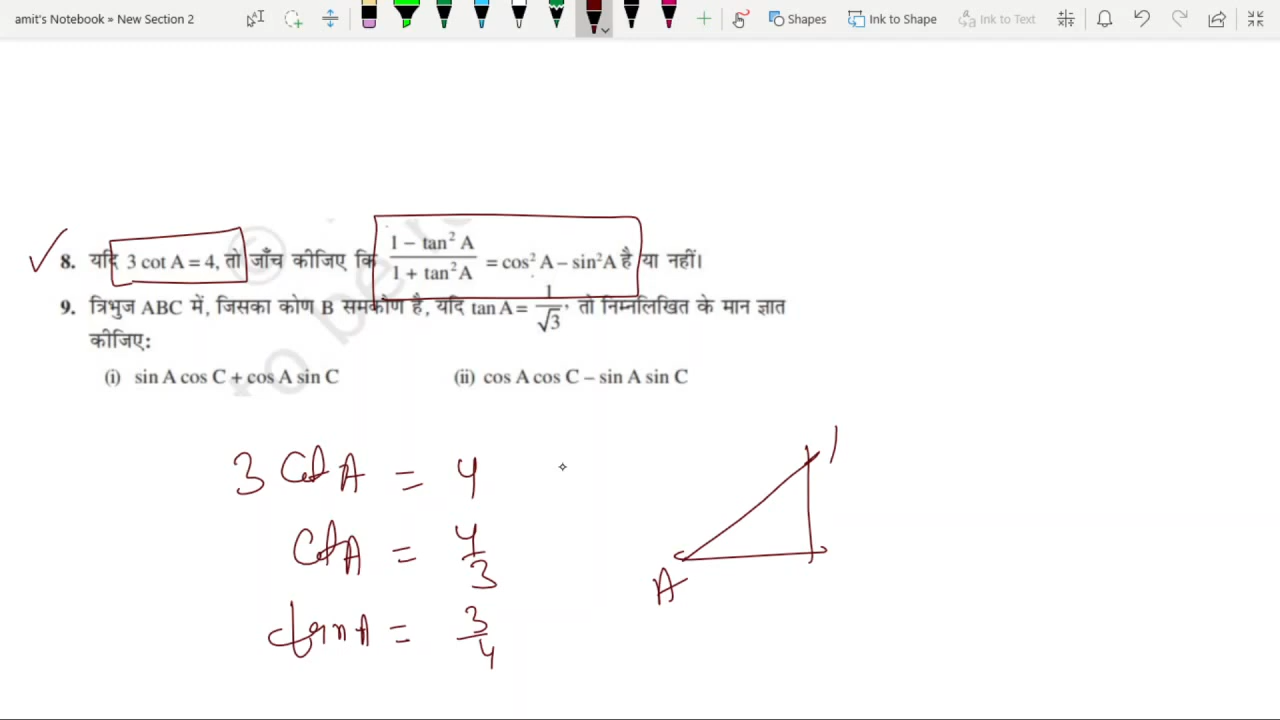 amit's Notebook » New Section 2
Shapes Ink to Shape Ink to Text
8. यदि 3 cot A = 4, तो जाँच कीजिए कि (1 – tan² A)/(1 + tan² A) = cos² A – sin² A है या नहीं।
9. त्रिभुज ABC में, जिसका कोण B समकोण है, यदि tan A = 1/√3, तो निम्नलिखित के मान ज्ञात
कीजिए:
(i) sin A cos C + cos A sin C (ii) cos A cos C – sin A sin C
3 Cot A = 4
Cot A = 4/3
tan A = 3/4
A